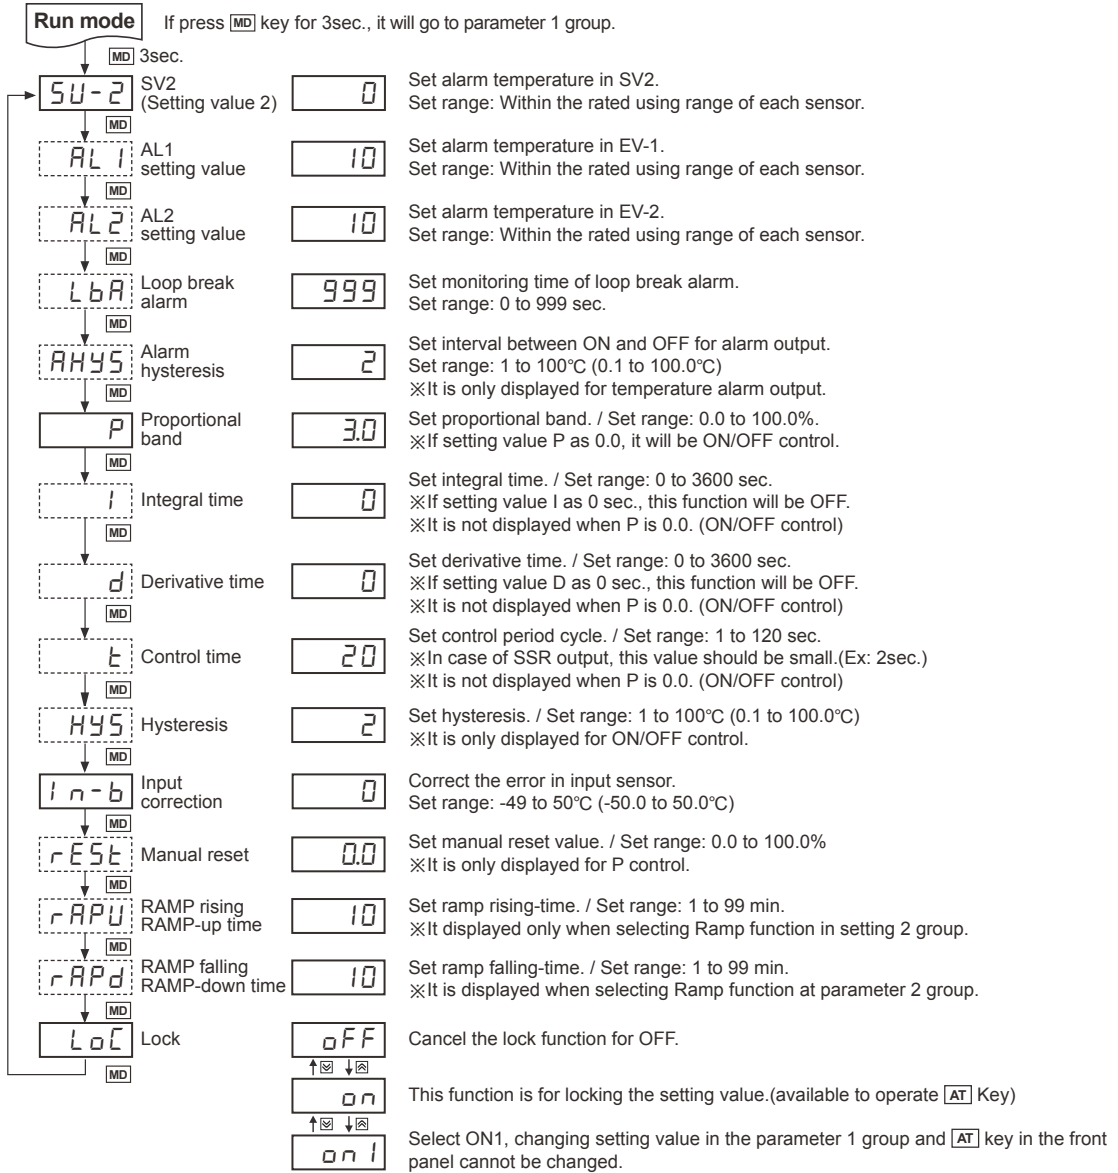 Run mode
If press MD key for 3sec., it will go to parameter 1 group.
MD 3sec.
SU-2
SV2
(Setting value 2)
0
Set alarm temperature in SV2.
Set range: Within the rated using range of each sensor.
MD
AL1
AL1
setting value
10
Set alarm temperature in EV-1.
Set range: Within the rated using range of each sensor.
MD
AL2
AL2
setting value
10
Set alarm temperature in EV-2.
Set range: Within the rated using range of each sensor.
MD
LbA
Loop break
alarm
999
Set monitoring time of loop break alarm.
Set range: 0 to 999 sec.
MD
AHYS
Alarm
hysteresis
2
Set interval between ON and OFF for alarm output.
Set range: 1 to 100℃ (0.1 to 100.0℃)
※It is only displayed for temperature alarm output.
MD
P
Proportional
band
3.0
Set proportional band. / Set range: 0.0 to 100.0%.
※If setting value P as 0.0, it will be ON/OFF control.
MD
I
Integral time
0
Set integral time. / Set range: 0 to 3600 sec.
※If setting value I as 0 sec., this function will be OFF.
※It is not displayed when P is 0.0. (ON/OFF control)
MD
d
Derivative time
0
Set derivative time. / Set range: 0 to 3600 sec.
※If setting value D as 0 sec., this function will be OFF.
※It is not displayed when P is 0.0. (ON/OFF control)
MD
t
Control time
20
Set control period cycle. / Set range: 1 to 120 sec.
※In case of SSR output, this value should be small.(Ex: 2sec.)
※It is not displayed when P is 0.0. (ON/OFF control)
MD
HYS
Hysteresis
2
Set hysteresis. / Set range: 1 to 100℃ (0.1 to 100.0℃)
※It is only displayed for ON/OFF control.
MD
In-b
Input
correction
0
Correct the error in input sensor.
Set range: -49 to 50℃ (-50.0 to 50.0℃)
MD
rESt
Manual reset
0.0
Set manual reset value. / Set range: 0.0 to 100.0%
※It is only displayed for P control.
MD
rAPU
RAMP rising
RAMP-up time
10
Set ramp rising-time. / Set range: 1 to 99 min.
※It displayed only when selecting Ramp function in setting 2 group.
MD
rAPd
RAMP falling
RAMP-down time
10
Set ramp falling-time. / Set range: 1 to 99 min.
※It is displayed when selecting Ramp function at parameter 2 group.
MD
LoC
Lock
oFF
Cancel the lock function for OFF.
MD
on
This function is for locking the setting value.(available to operate AT Key)
on1
Select ON1, changing setting value in the parameter 1 group and AT key in the front
panel cannot be changed.